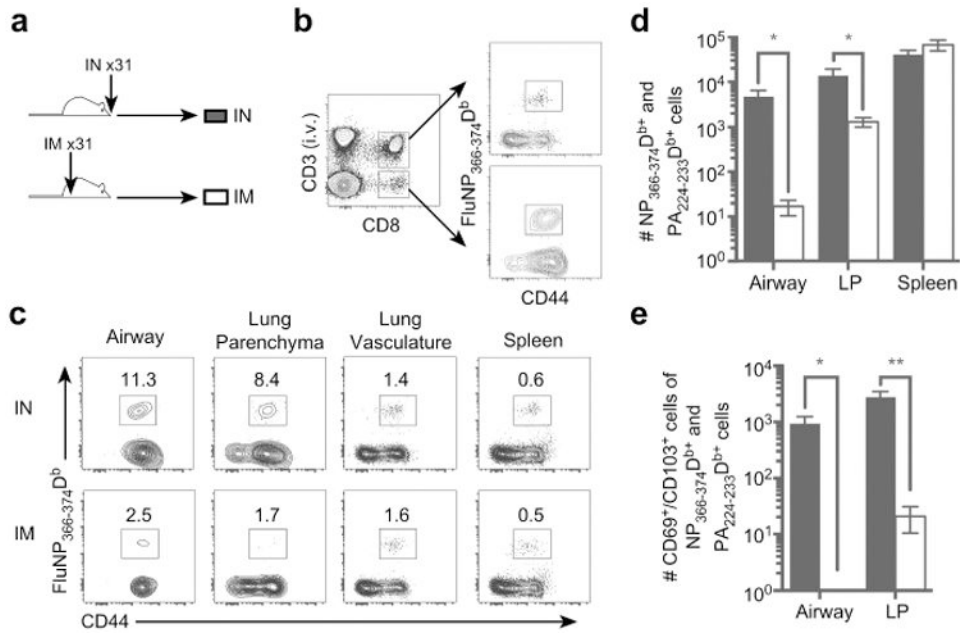 a
IN x31
IN
IM x31
IM
b
CD3 (i.v.)
CD8
FluNP366-374Db
CD44
c
Airway
Lung Parenchyma
Lung Vasculature
Spleen
IN
11.3
8.4
1.4
0.6
IM
2.5
1.7
1.6
0.5
FluNP366-374Db
CD44
d
# NP366-374Db+ and
PA224-233Db+ cells
10^5
10^4
10^3
10^2
10^1
10^0
*
*
Airway
LP
Spleen
e
# CD69+/CD103+ cells of
NP366-374Db+ and
PA224-233Db+ cells
10^4
10^3
10^2
10^1
10^0
*
**
Airway
LP